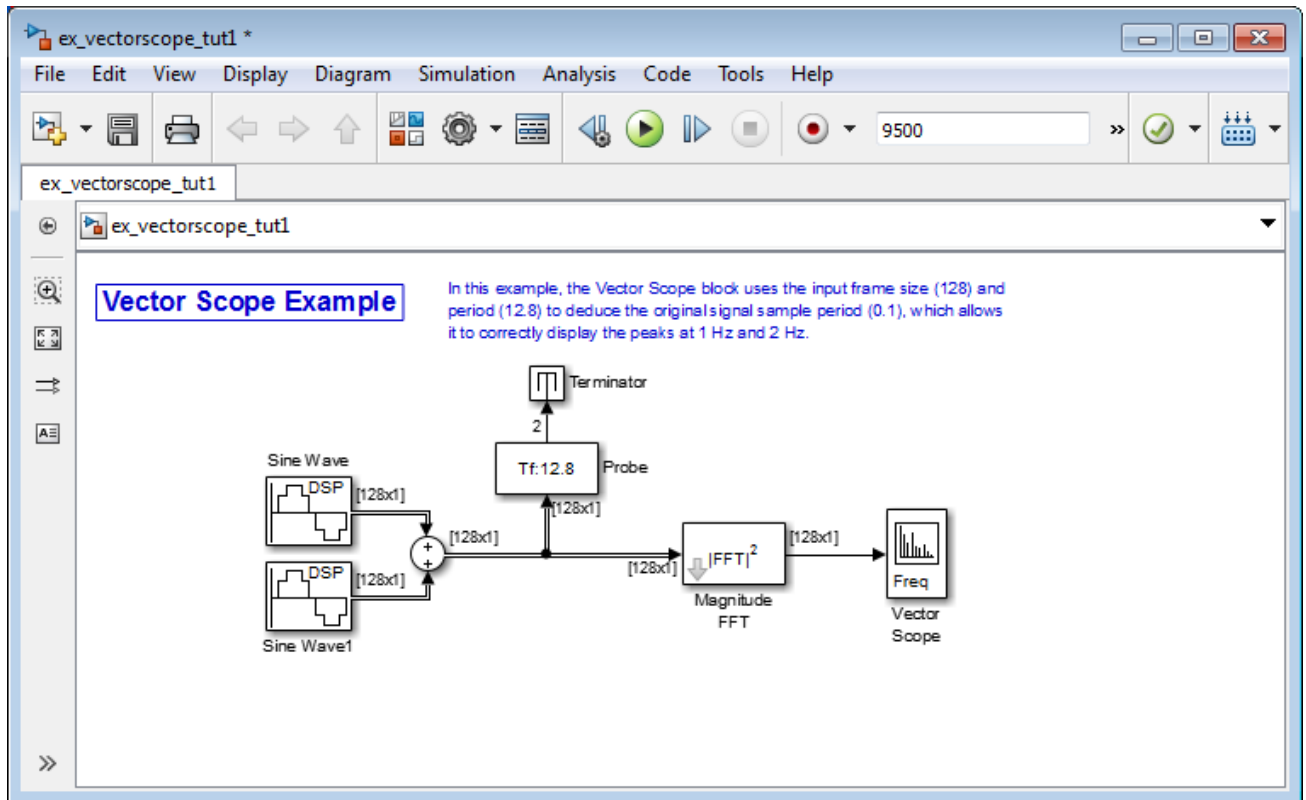 ex_vectorscope_tut1 *
File Edit View Display Diagram Simulation Analysis Code Tools Help
9500
ex_vectorscope_tut1
ex_vectorscope_tut1
Vector Scope Example
In this example, the Vector Scope block uses the input frame size (128) and
period (12.8) to deduce the original signal sample period (0.1), which allows
it to correctly display the peaks at 1 Hz and 2 Hz.
Terminator
2
Tf:12.8
Probe
[128x1]
Sine Wave
DSP
[128x1]
[128x1]
DSP
[128x1]
Sine Wave1
[128x1]
|FFT|2
[128x1]
Magnitude
FFT
Freq
Vector
Scope